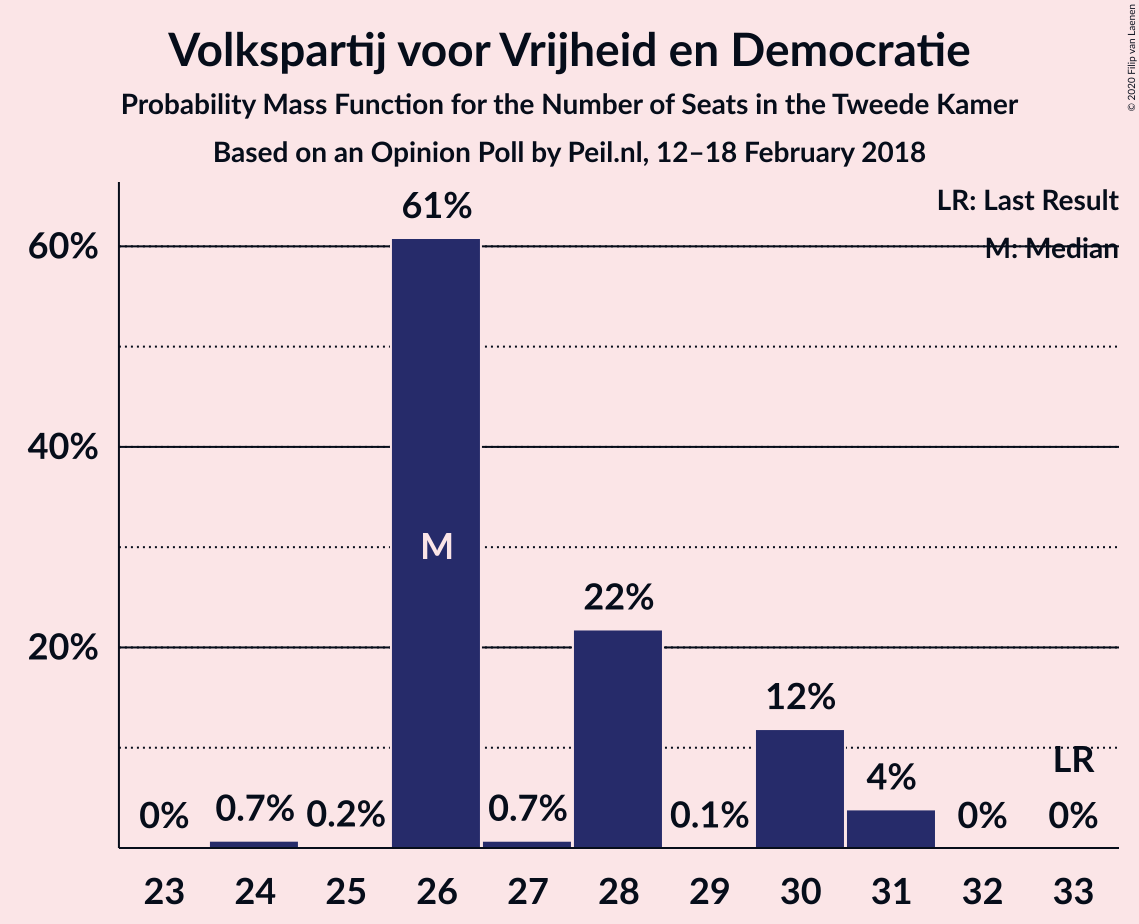 Volkspartij voor Vrijheid en Democratie
Probability Mass Function for the Number of Seats in the Tweede Kamer
Based on an Opinion Poll by Peil.nl, 12–18 February 2018
© 2020 Filip van Laenen
LR: Last Result
M: Median
60%
40%
20%
61%
M
22%
12%
4%
LR
0%
0.7%
0.2%
0.7%
0.1%
0%
0%
23 24 25 26 27 28 29 30 31 32 33